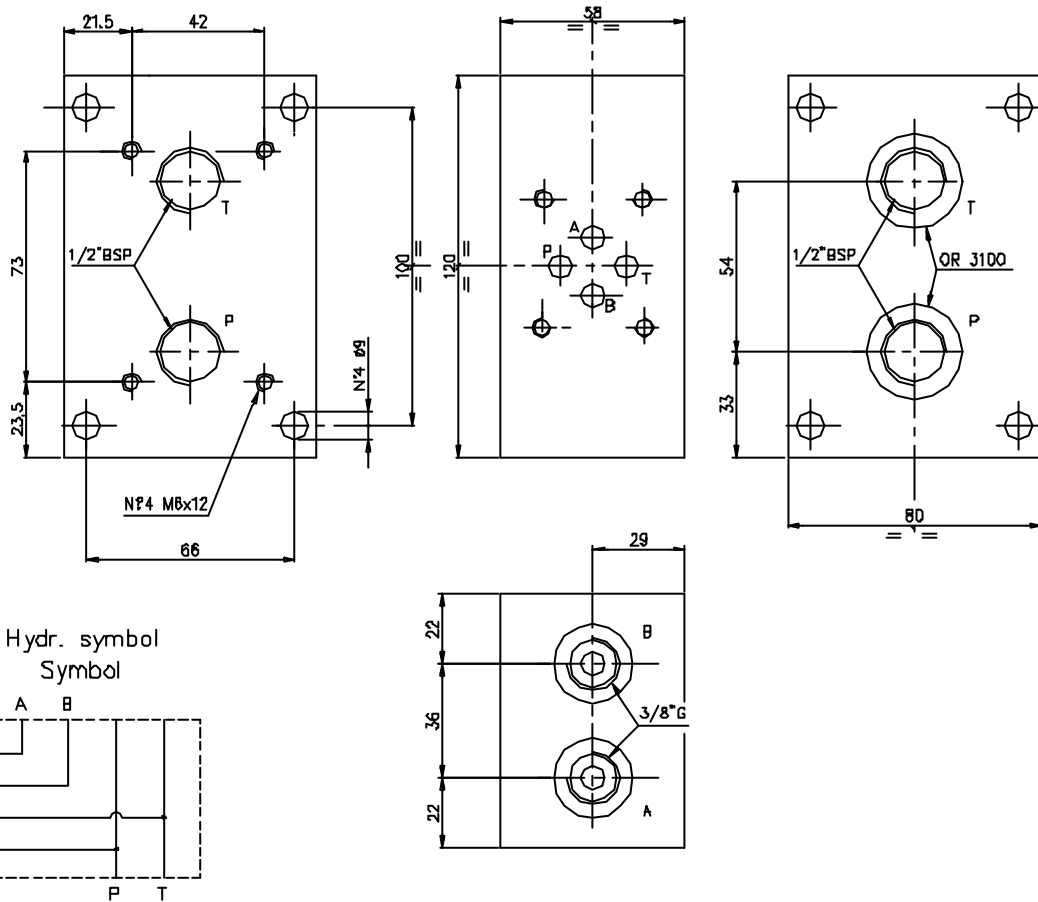 21.5
42
T
1/2"BSP
73
P
23.5
100
N°4 ø9
N°4 M6x12
66
58
A
P
T
B
120
T
1/2"BSP
OR 3100
54
P
33
80
29
22
B
36
3/8"G
22
A
Hydr. symbol
Symbol
A B
P T